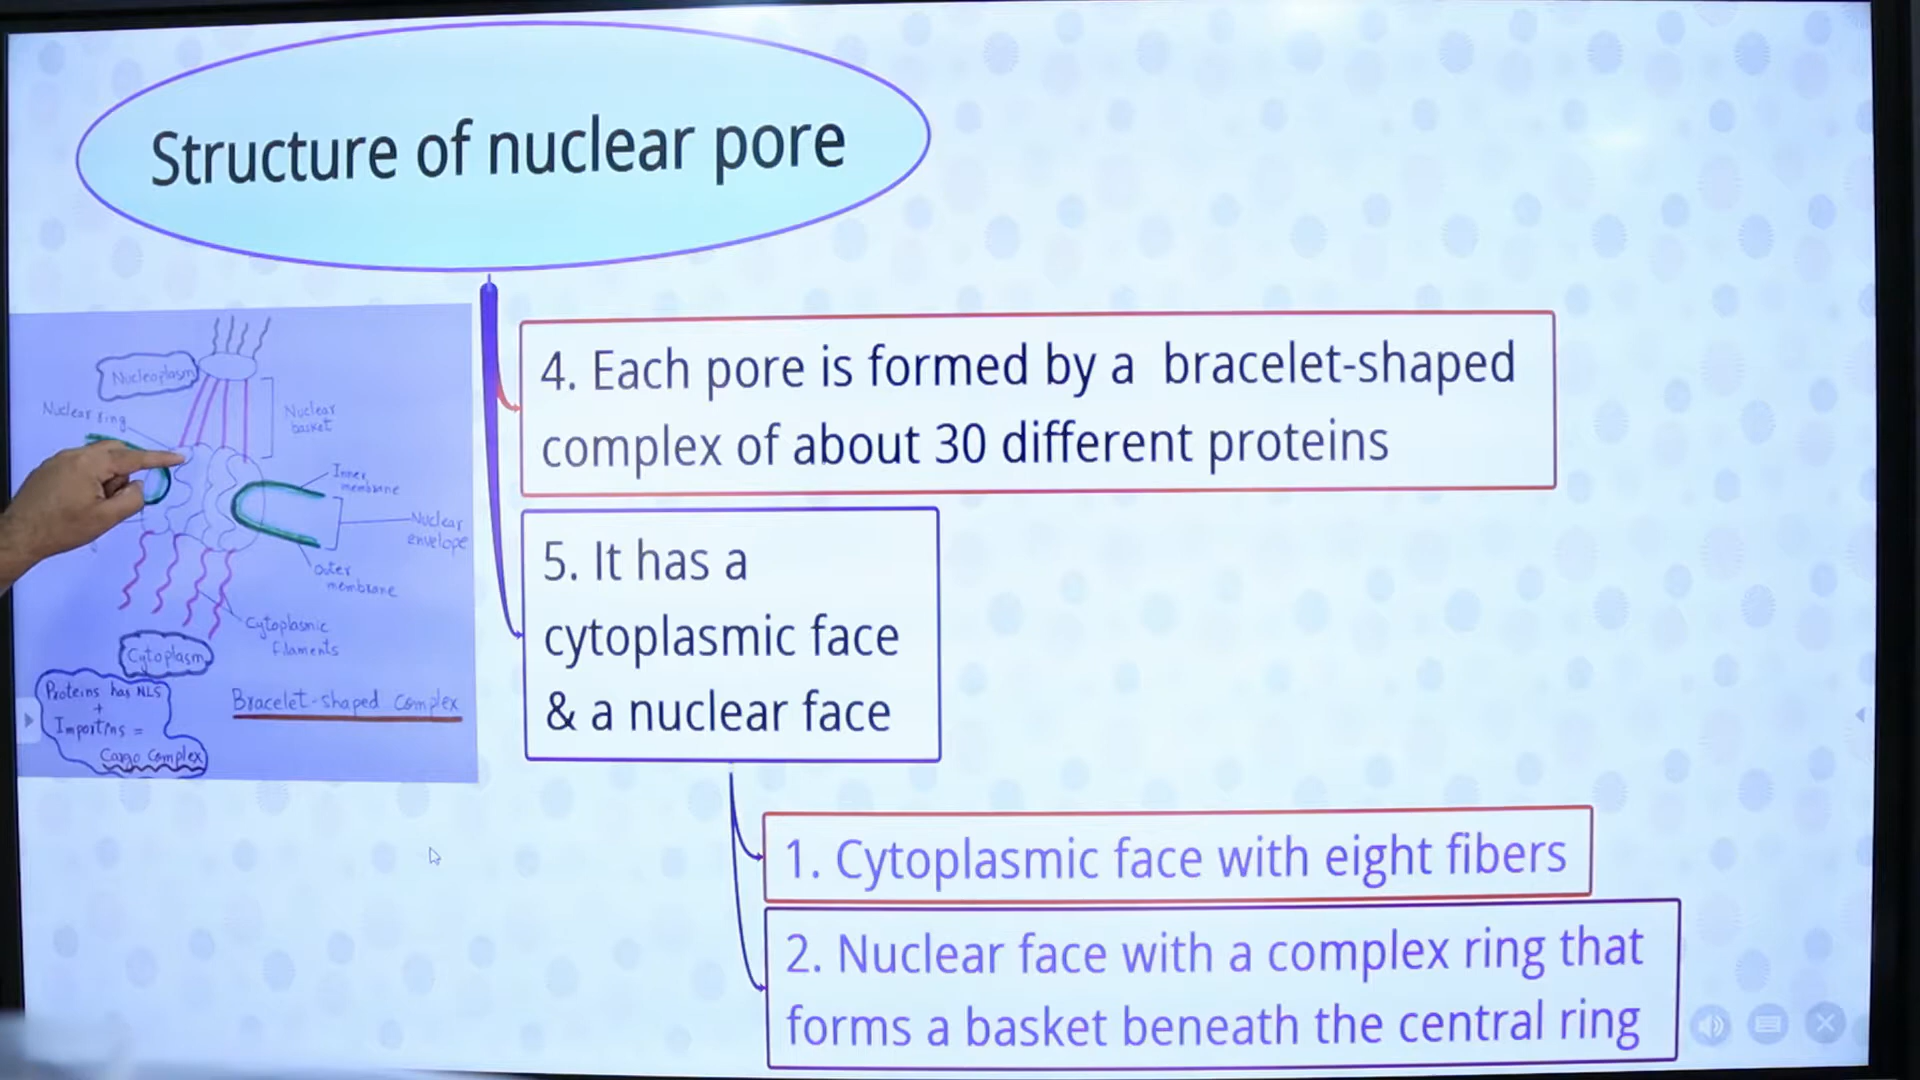 Structure of nuclear pore
4. Each pore is formed by a bracelet-shaped
complex of about 30 different proteins
5. It has a
cytoplasmic face
& a nuclear face
1. Cytoplasmic face with eight fibers
2. Nuclear face with a complex ring that
forms a basket beneath the central ring
Nucleoplasm
Nuclear ring
Nuclear
basket
Inner
membrane
Nuclear
envelope
outer
membrane
Cytoplasmic
filaments
Cytoplasm
Proteins has NLS
+
Importins =
Cargo Complex
Bracelet-shaped Complex